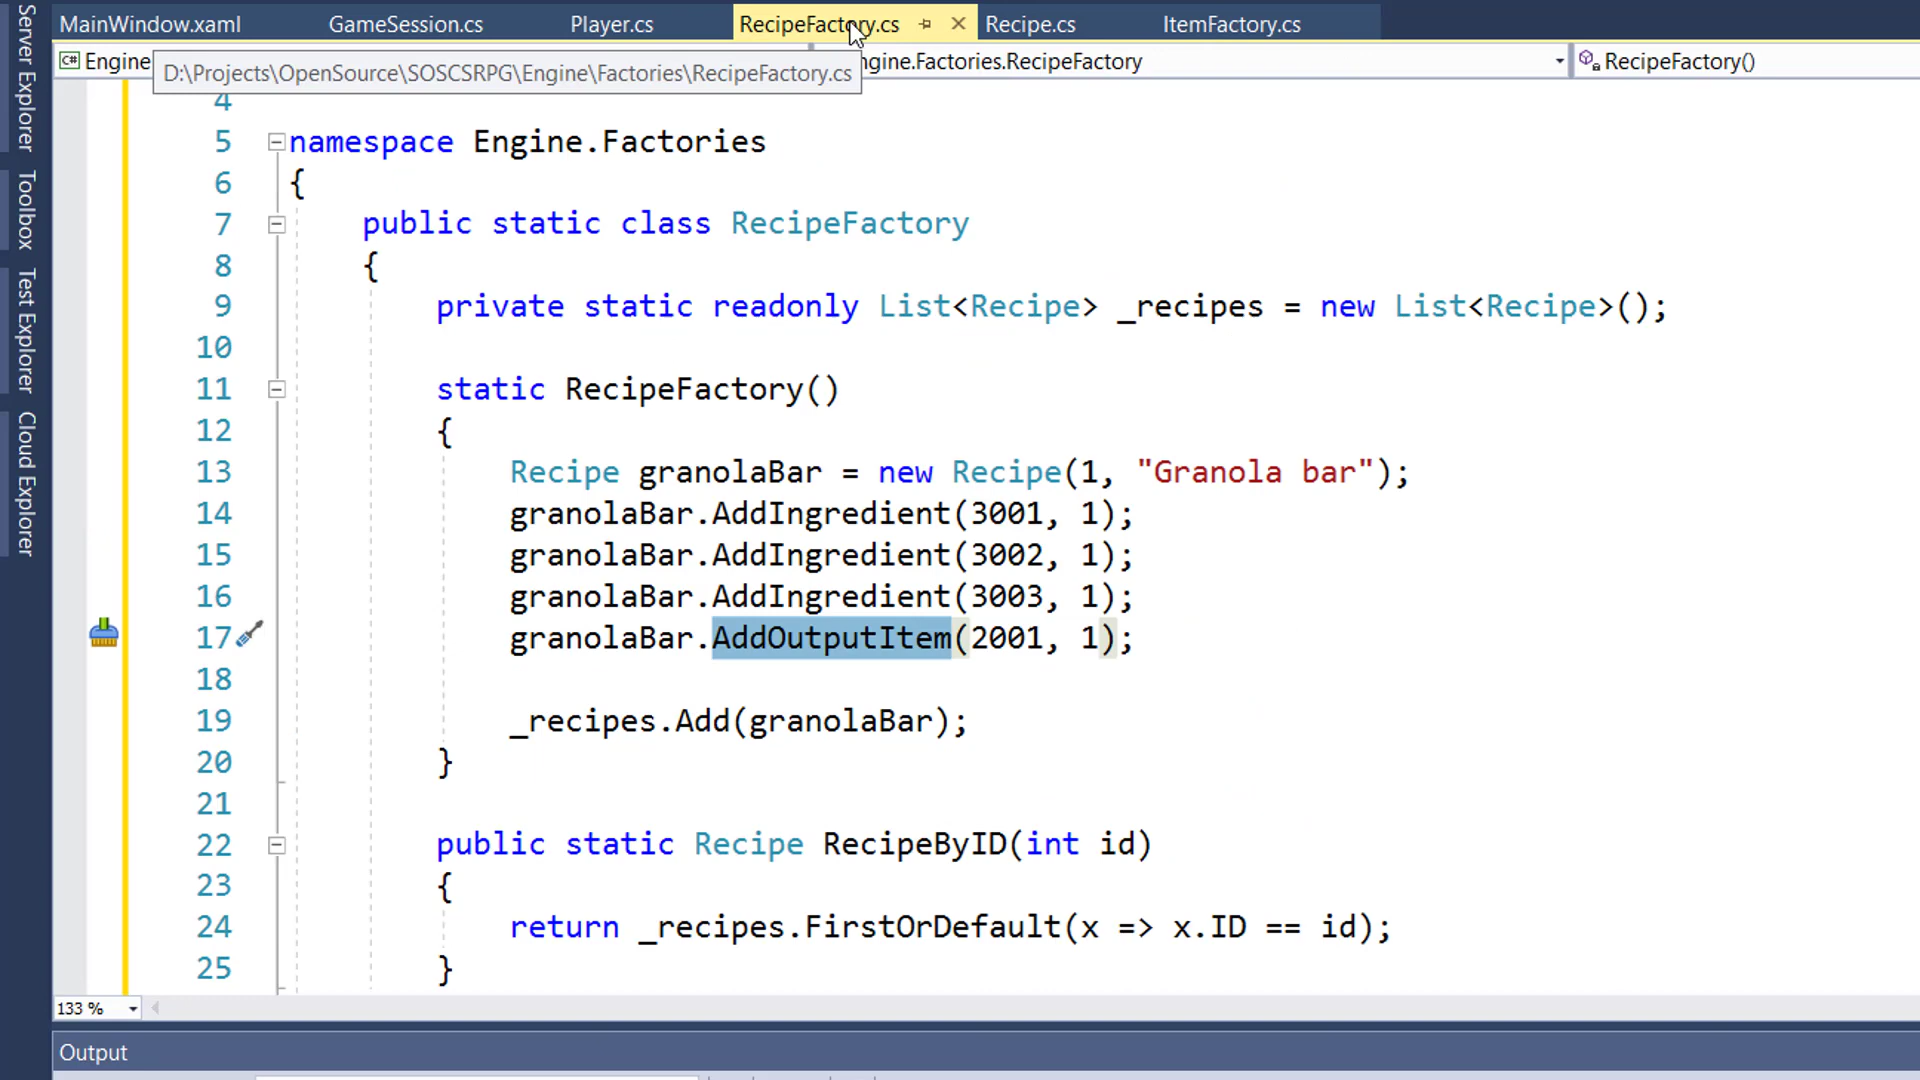 MainWindow.xaml GameSession.cs Player.cs RecipeFactory.cs Recipe.cs ItemFactory.cs
Engine ngine.Factories.RecipeFactory RecipeFactory()
D:\Projects\OpenSource\SOSCSRPG\Engine\Factories\RecipeFactory.cs
Server Explorer
Toolbox
Test Explorer
Cloud Explorer
4
5 namespace Engine.Factories
6 {
7 public static class RecipeFactory
8 {
9 private static readonly List<Recipe> _recipes = new List<Recipe>();
10
11 static RecipeFactory()
12 {
13 Recipe granolaBar = new Recipe(1, "Granola bar");
14 granolaBar.AddIngredient(3001, 1);
15 granolaBar.AddIngredient(3002, 1);
16 granolaBar.AddIngredient(3003, 1);
17 granolaBar.AddOutputItem(2001, 1);
18
19 _recipes.Add(granolaBar);
20 }
21
22 public static Recipe RecipeByID(int id)
23 {
24 return _recipes.FirstOrDefault(x => x.ID == id);
25 }
133 %
Output